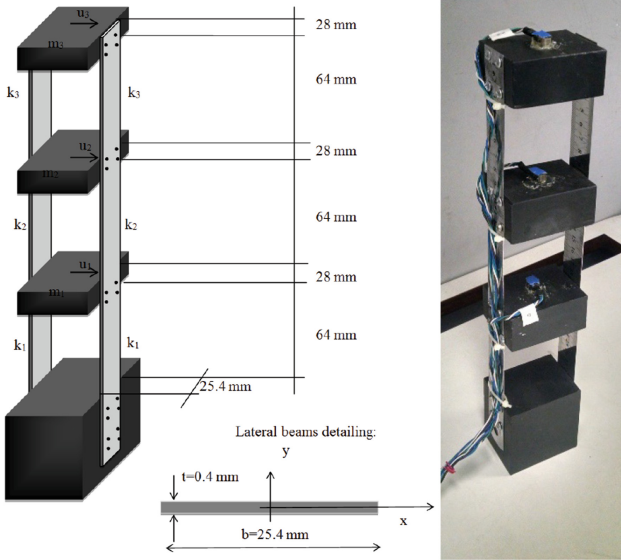 u3
28 mm
m3
k3
k3
64 mm
u2
28 mm
m2
k2
k2
64 mm
u1
28 mm
m1
k1
k1
64 mm
25.4 mm
Lateral beams detailing:
y
t=0.4 mm
x
b=25.4 mm